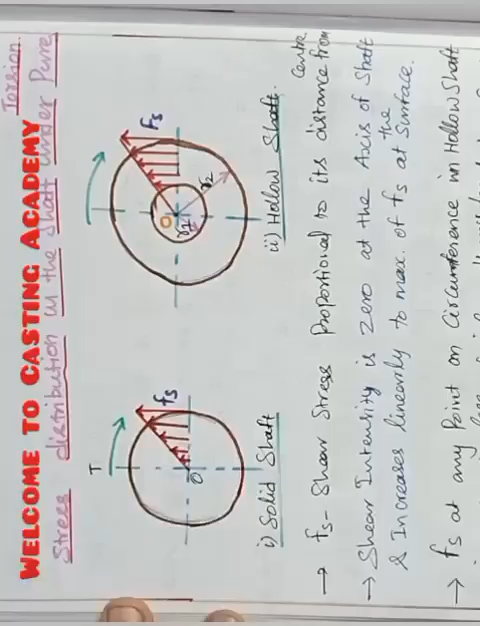 WELCOME TO CASTING ACADEMY
Stress distribution in the Shaft under Pure
Torsion.
T
fs
O
i) Solid Shaft
fs
O
r1
r2
ii) Hollow Shaft.
→ fs - Shear Stress proportional to its distance from
Centre
→ Shear Intensity is Zero at the Axis of Shaft
& Increases linearly to max. of fs at the Surface.
→ fs at any Point on Circumference in Hollow Shaft